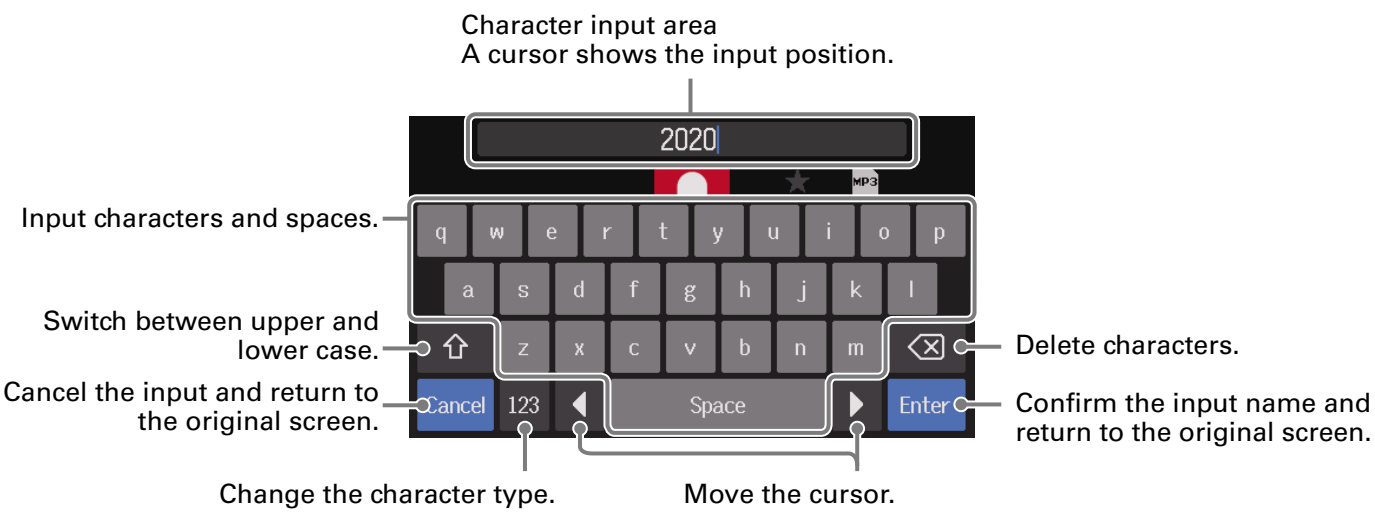 Character input area
A cursor shows the input position.
2020
MP3
Input characters and spaces.
q w e r t y u i o p
a s d f g h j k l
Switch between upper and
lower case.
z x c v b n m
Delete characters.
Cancel the input and return to
the original screen.
Cancel 123 Space Enter
Confirm the input name and
return to the original screen.
Change the character type.
Move the cursor.